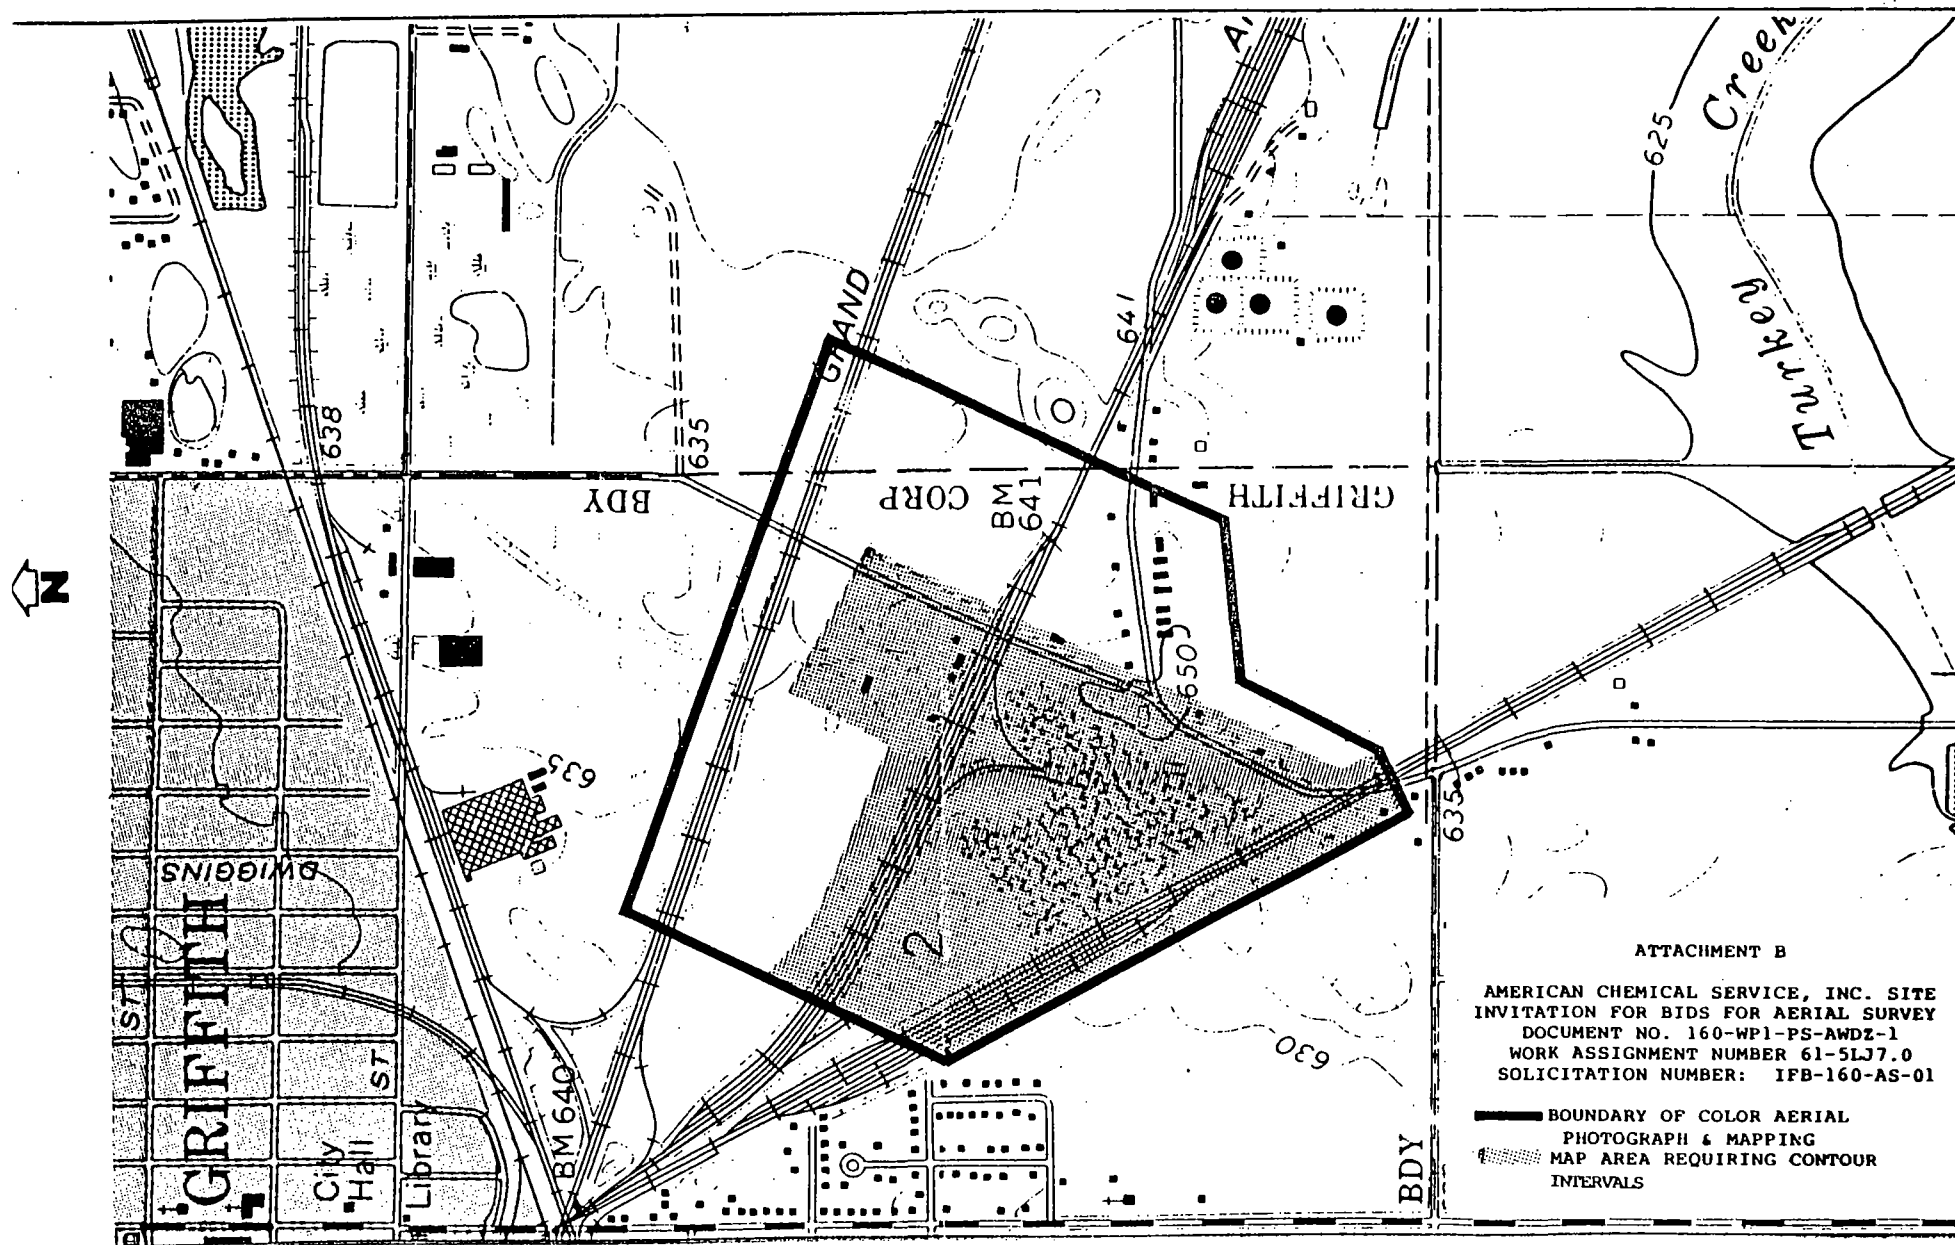 Creek
A
625
Turkey
641
GRAND
638
635
BDY
CORP
GRIFFITH
BM
641
N
650
635
2
635
DWIGGINS
GRIFFITH
ST
ST
City
Hall
Library
BM 640
630
BDY
ATTACHMENT B
AMERICAN CHEMICAL SERVICE, INC. SITE
INVITATION FOR BIDS FOR AERIAL SURVEY
DOCUMENT NO. 160-WP1-PS-AWDZ-1
WORK ASSIGNMENT NUMBER 61-5LJ7.0
SOLICITATION NUMBER: IFB-160-AS-01
BOUNDARY OF COLOR AERIAL
PHOTOGRAPH & MAPPING
MAP AREA REQUIRING CONTOUR
INTERVALS